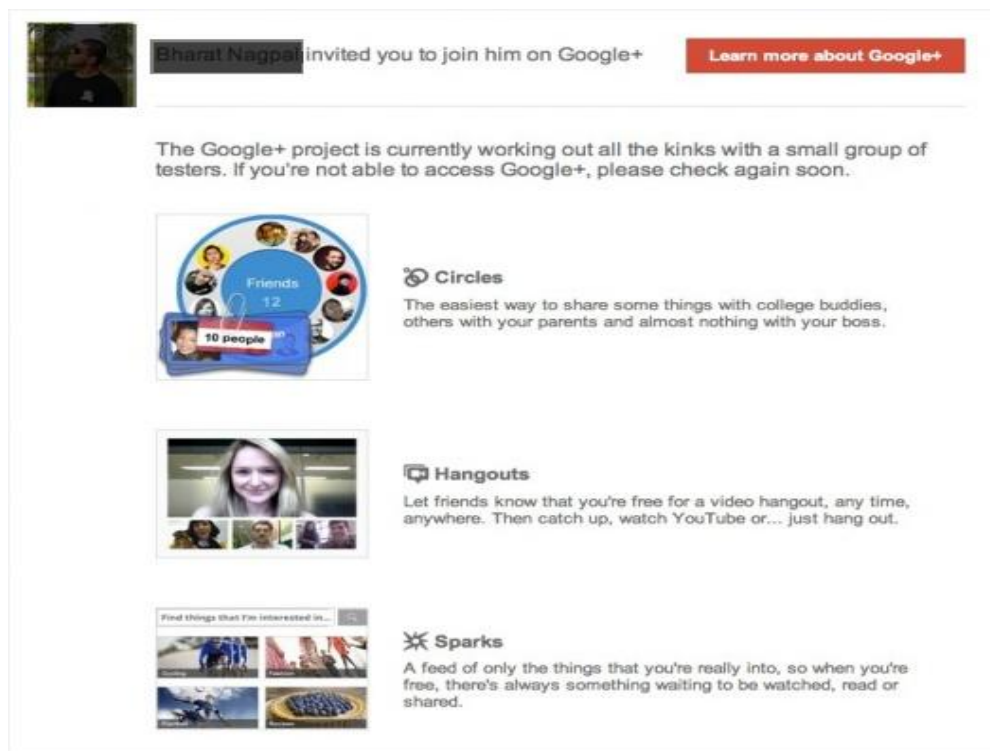 Bharat Nagpal invited you to join him on Google+
Learn more about Google+
The Google+ project is currently working out all the kinks with a small group of
testers. If you're not able to access Google+, please check again soon.
Friends
12
10 people
Circles
The easiest way to share some things with college buddies,
others with your parents and almost nothing with your boss.
Hangouts
Let friends know that you're free for a video hangout, any time,
anywhere. Then catch up, watch YouTube or... just hang out.
Find things that I'm interested in...
Sparks
A feed of only the things that you're really into, so when you're
free, there's always something waiting to be watched, read or
shared.